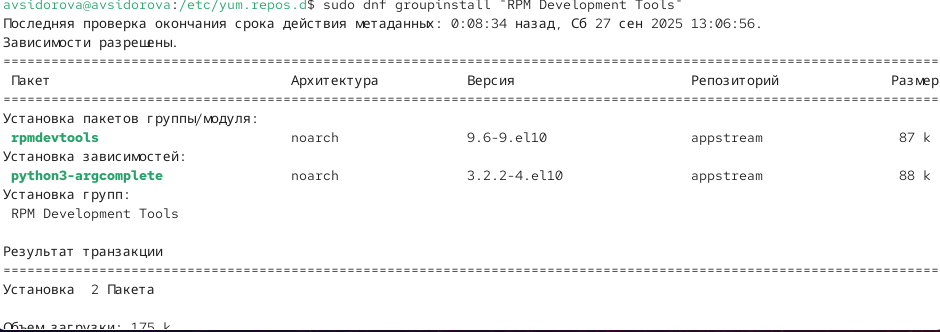 avsidorova@avsidorova:/etc/yum.repos.d$ sudo dnf groupinstall "RPM Development Tools"
Последняя проверка окончания срока действия метаданных: 0:08:34 назад, Сб 27 сен 2025 13:06:56.
Зависимости разрешены.
Пакет Архитектура Версия Репозиторий Размер
Установка пакетов группы/модуля:
rpmdevtools noarch 9.6-9.el10 appstream 87 k
Установка зависимостей:
python3-argcomplete noarch 3.2.2-4.el10 appstream 88 k
Установка групп:
RPM Development Tools
Результат транзакции
Установка 2 Пакета
Объем загрузки: 175 k